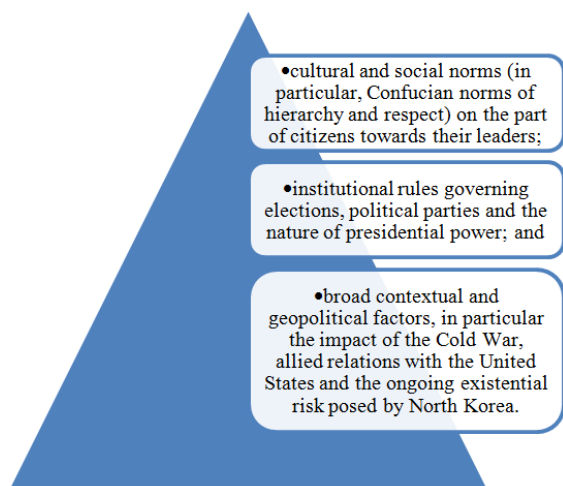 •cultural and social norms (in
particular, Confucian norms of
hierarchy and respect) on the part
of citizens towards their leaders;
•institutional rules governing
elections, political parties and the
nature of presidential power; and
•broad contextual and
geopolitical factors, in particular
the impact of the Cold War,
allied relations with the United
States and the ongoing existential
risk posed by North Korea.